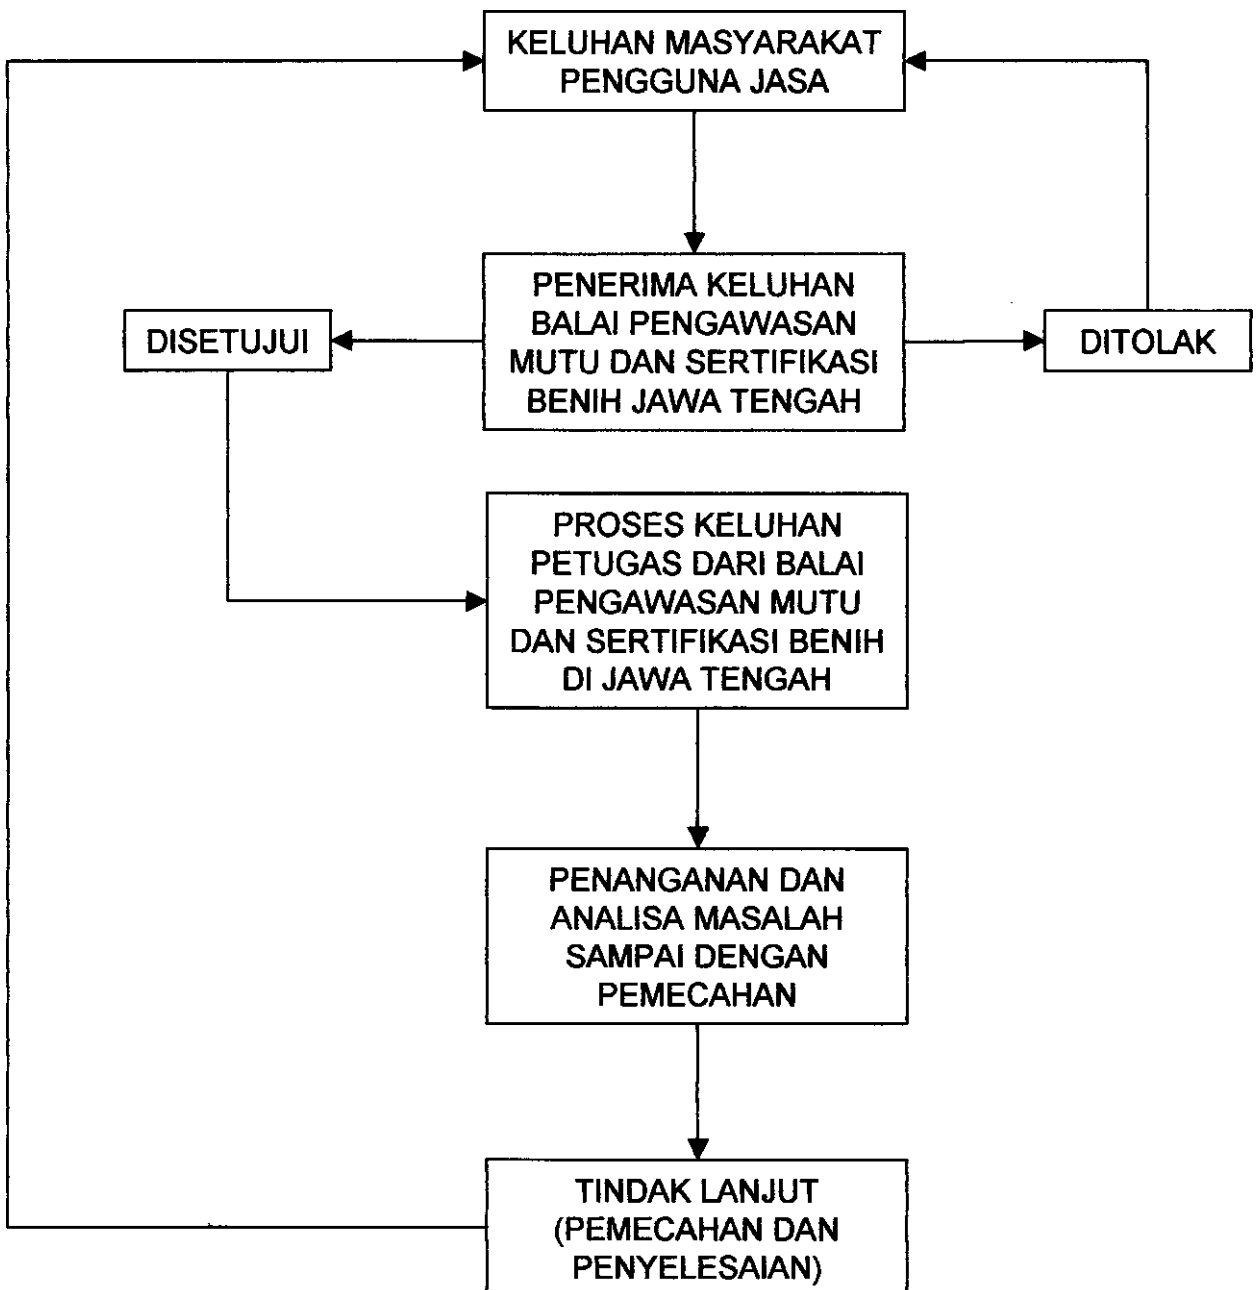 KELUHAN MASYARAKAT
PENGGUNA JASA
PENERIMA KELUHAN
BALAI PENGAWASAN
MUTU DAN SERTIFIKASI
BENIH JAWA TENGAH
DISETUJUI
DITOLAK
PROSES KELUHAN
PETUGAS DARI BALAI
PENGAWASAN MUTU
DAN SERTIFIKASI BENIH
DI JAWA TENGAH
PENANGANAN DAN
ANALISA MASALAH
SAMPAI DENGAN
PEMECAHAN
TINDAK LANJUT
(PEMECAHAN DAN
PENYELESAIAN)